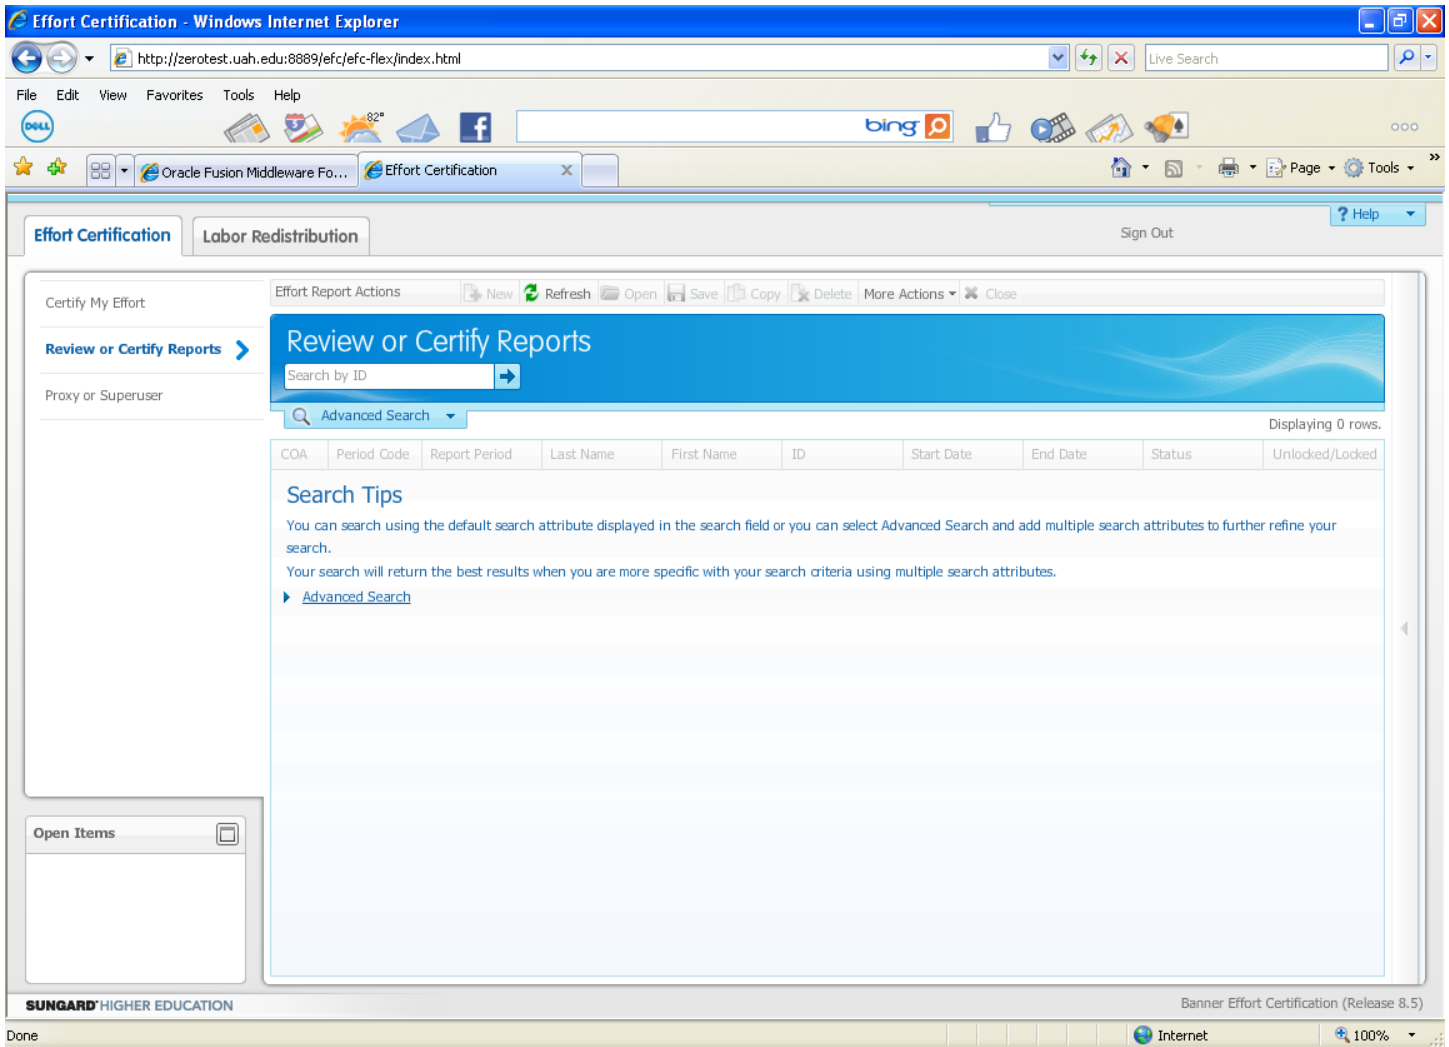 Effort Certification - Windows Internet Explorer
http://zerotest.uah.edu:8889/efc/efc-flex/index.html
Live Search
File Edit View Favorites Tools Help
DELL
82°
bing
Oracle Fusion Middleware Fo...
Effort Certification
x
Page
Tools
Effort Certification
Labor Redistribution
Sign Out
? Help
Certify My Effort
Review or Certify Reports
Proxy or Superuser
Effort Report Actions
New Refresh Open Save Copy Delete More Actions Close
Review or Certify Reports
Search by ID
Advanced Search
Displaying 0 rows.
COA Period Code Report Period Last Name First Name ID Start Date End Date Status Unlocked/Locked
Search Tips
You can search using the default search attribute displayed in the search field or you can select Advanced Search and add multiple search attributes to further refine your
search.
Your search will return the best results when you are more specific with your search criteria using multiple search attributes.
Advanced Search
Open Items
SUNGARD HIGHER EDUCATION
Banner Effort Certification (Release 8.5)
Done
Internet
100%